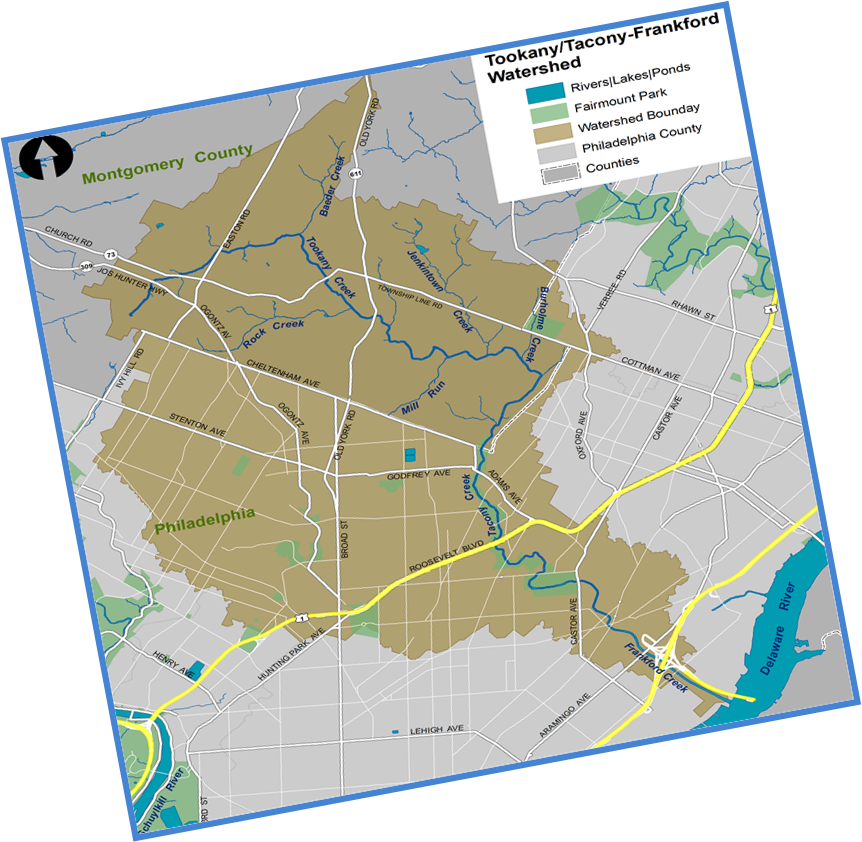 Tookany/Tacony-Frankford
Watershed
Rivers|Lakes|Ponds
Fairmount Park
Watershed Bounday
Philadelphia County
Counties
Montgomery County
OLD YORK RD
611
Baeder Creek
EASTON RD
CHURCH RD
73
309
JOS HUNTER HWY
Tookany
Creek
Jenkintown
Creek
TOWNSHIP LINE RD
Burholme
Creek
VERREE RD
RHAWN ST
1
OGONTZ AV
Rock Creek
IVY HILL RD
CHELTENHAM AVE
COTTMAN AVE
Mill Run
OGONTZ
AVE
OLD YORK RD
STENTON AVE
OXFORD AVE
CASTOR AVE
GODFREY AVE
ADAMS AVE
Tacony
Creek
Philadelphia
BROAD ST
ROOSEVELT BLVD
1
HUNTING PARK AVE
HENRY AVE
CASTOR AVE
Frankford Creek
Delaware River
ARAMINGO AVE
LEHIGH AVE
chuylkill River
RD ST